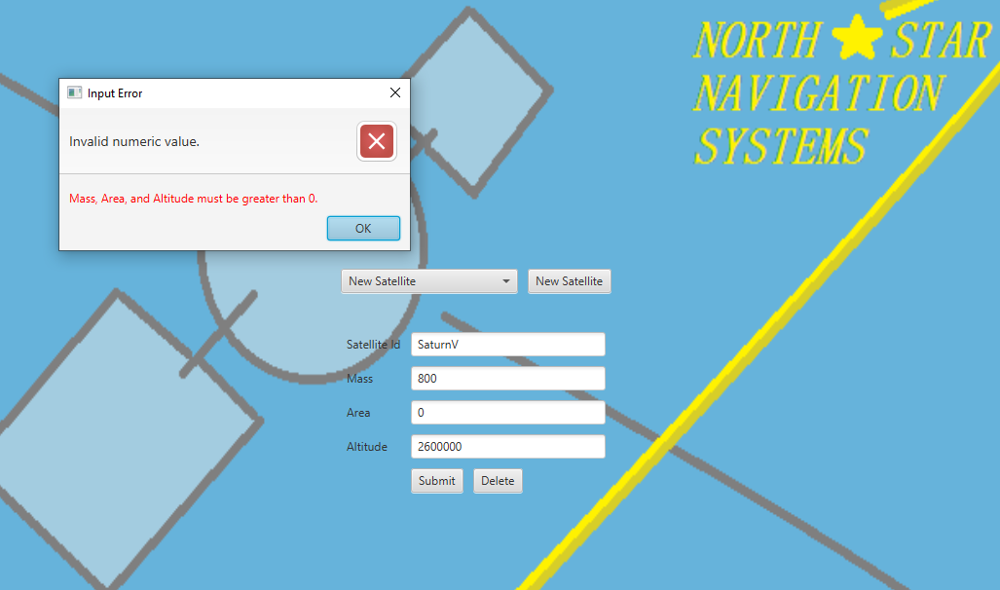 NORTH STAR
NAVIGATION
SYSTEMS
Input Error
Invalid numeric value.
Mass, Area, and Altitude must be greater than 0.
OK
New Satellite New Satellite
Satellite Id SaturnV
Mass 800
Area 0
Altitude 2600000
Submit Delete